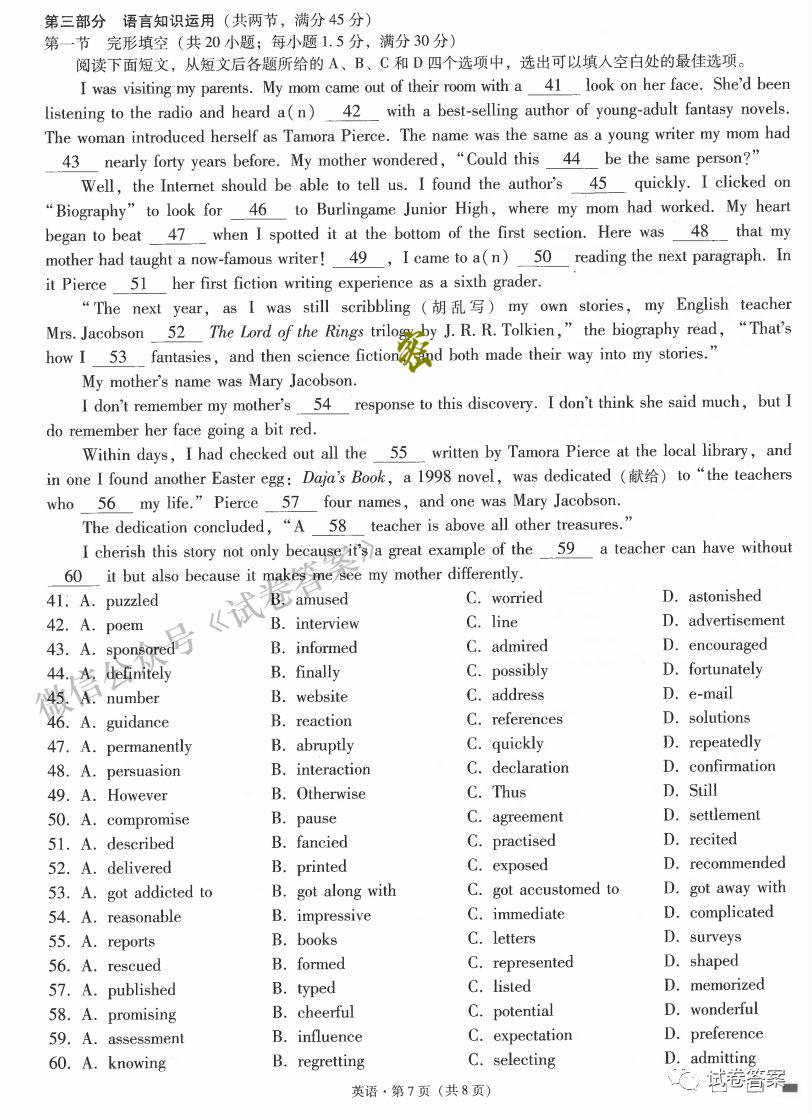 第三部分 语言知识运用(共两节,满分45分)
第一节 完形填空(共20小题;每小题1.5分,满分30分)
阅读下面短文,从短文后各题所给的A、B、C和D四个选项中,选出可以填入空白处的最佳选项。
I was visiting my parents. My mom came out of their room with a 41 look on her face. She'd been
listening to the radio and heard a(n) 42 with a best-selling author of young-adult fantasy novels.
The woman introduced herself as Tamora Pierce. The name was the same as a young writer my mom had
43 nearly forty years before. My mother wondered, “Could this 44 be the same person?”
Well, the Internet should be able to tell us. I found the author's 45 quickly. I clicked on
“Biography” to look for 46 to Burlingame Junior High, where my mom had worked. My heart
began to beat 47 when I spotted it at the bottom of the first section. Here was 48 that my
mother had taught a now-famous writer! 49, I came to a(n) 50 reading the next paragraph. In
it Pierce 51 her first fiction writing experience as a sixth grader.
“The next year, as I was still scribbling (胡乱写) my own stories, my English teacher
Mrs. Jacobson 52 The Lord of the Rings trilogy by J. R. R. Tolkien,” the biography read, “That's
how I 53 fantasies, and then science fiction, and both made their way into my stories.”
My mother's name was Mary Jacobson.
I don't remember my mother's 54 response to this discovery. I don't think she said much, but I
do remember her face going a bit red.
Within days, I had checked out all the 55 written by Tamora Pierce at the local library, and
in one I found another Easter egg: Daja's Book, a 1998 novel, was dedicated (献给) to “the teachers
who 56 my life.” Pierce 57 four names, and one was Mary Jacobson.
The dedication concluded, “A 58 teacher is above all other treasures.”
I cherish this story not only because it's a great example of the 59 a teacher can have without
60 it but also because it makes me see my mother differently.
41. A. puzzled B. amused C. worried D. astonished
42. A. poem B. interview C. line D. advertisement
43. A. sponsored B. informed C. admired D. encouraged
44. A. definitely B. finally C. possibly D. fortunately
45. A. number B. website C. address D. e-mail
46. A. guidance B. reaction C. references D. solutions
47. A. permanently B. abruptly C. quickly D. repeatedly
48. A. persuasion B. interaction C. declaration D. confirmation
49. A. However B. Otherwise C. Thus D. Still
50. A. compromise B. pause C. agreement D. settlement
51. A. described B. fancied C. practised D. recited
52. A. delivered B. printed C. exposed D. recommended
53. A. got addicted to B. got along with C. got accustomed to D. got away with
54. A. reasonable B. impressive C. immediate D. complicated
55. A. reports B. books C. letters D. surveys
56. A. rescued B. formed C. represented D. shaped
57. A. published B. typed C. listed D. memorized
58. A. promising B. cheerful C. potential D. wonderful
59. A. assessment B. influence C. expectation D. preference
60. A. knowing B. regretting C. selecting D. admitting
微信公众号《试卷答案》
试卷答案
英语·第7页(共8页)